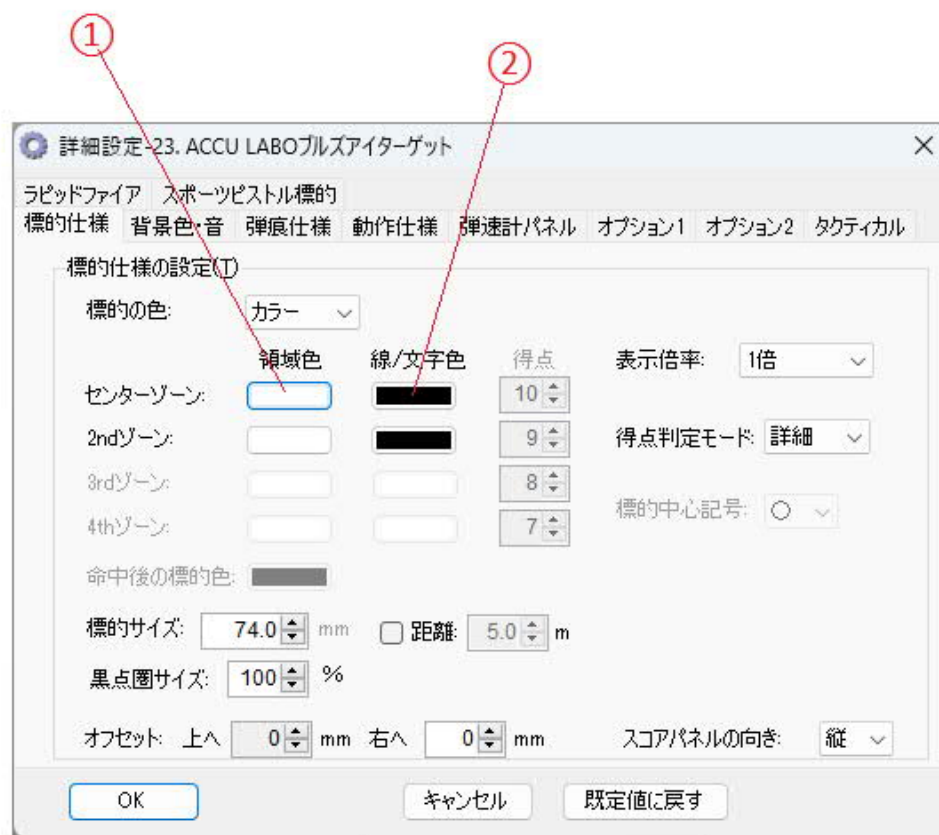 ①
②
詳細設定-23. ACCU LABOブルズアイターゲット
ラピッドファイア スポーツピストル標的
標的仕様 背景色・音 弾痕仕様 動作仕様 弾速計パネル オプション1 オプション2 タクティカル
標的仕様の設定(T)
標的の色: カラー
領域色 線/文字色 得点 表示倍率: 1倍
センターゾーン: 10
2ndゾーン: 9 得点判定モード: 詳細
3rdゾーン: 8
標的中心記号: ○
4thゾーン: 7
命中後の標的色:
標的サイズ: 74.0 mm 距離: 5.0 m
黒点圏サイズ: 100 %
オフセット: 上へ 0 mm 右へ 0 mm スコアパネルの向き: 縦
OK キャンセル 既定値に戻す